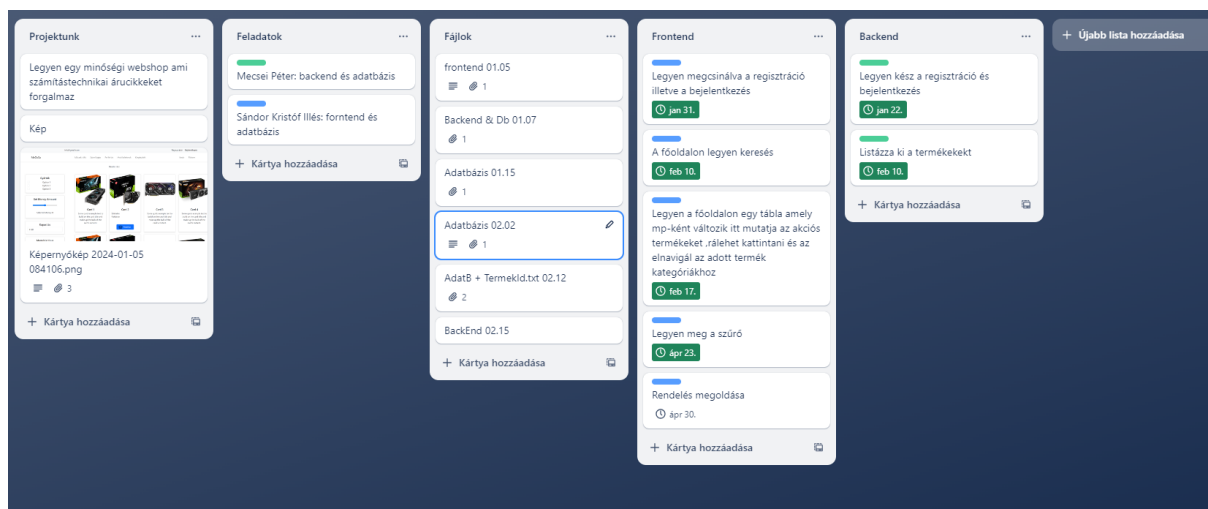 Projektunk
Legyen egy minőségi webshop ami
számítástechnikai árucikkeket
forgalmaz
Kép
Képernyőkép 2024-01-05
084106.png
3
+ Kártya hozzáadása
Feladatok
Mecsei Péter: backend és adatbázis
Sándor Kristóf Illés: forntend és
adatbázis
+ Kártya hozzáadása
Fájlok
frontend 01.05
1
Backend & Db 01.07
1
Adatbázis 01.15
1
Adatbázis 02.02
1
AdatB + TermekId.txt 02.12
2
BackEnd 02.15
+ Kártya hozzáadása
Frontend
Legyen megcsinálva a regisztráció
illetve a bejelentkezés
jan 31.
A főoldalon legyen keresés
feb 10.
Legyen a főoldalon egy tábla amely
mp-ként változik itt mutatja az akciós
termékeket ,rálehet kattintani és az
elnavigál az adott termék
kategóriákhoz
feb 17.
Legyen meg a szűrő
ápr 23.
Rendelés megoldása
ápr 30.
+ Kártya hozzáadása
Backend
Legyen kész a regisztráció és
bejelentkezés
jan 22.
Listázza ki a termékekekt
feb 10.
+ Kártya hozzáadása
+ Újabb lista hozzáadása